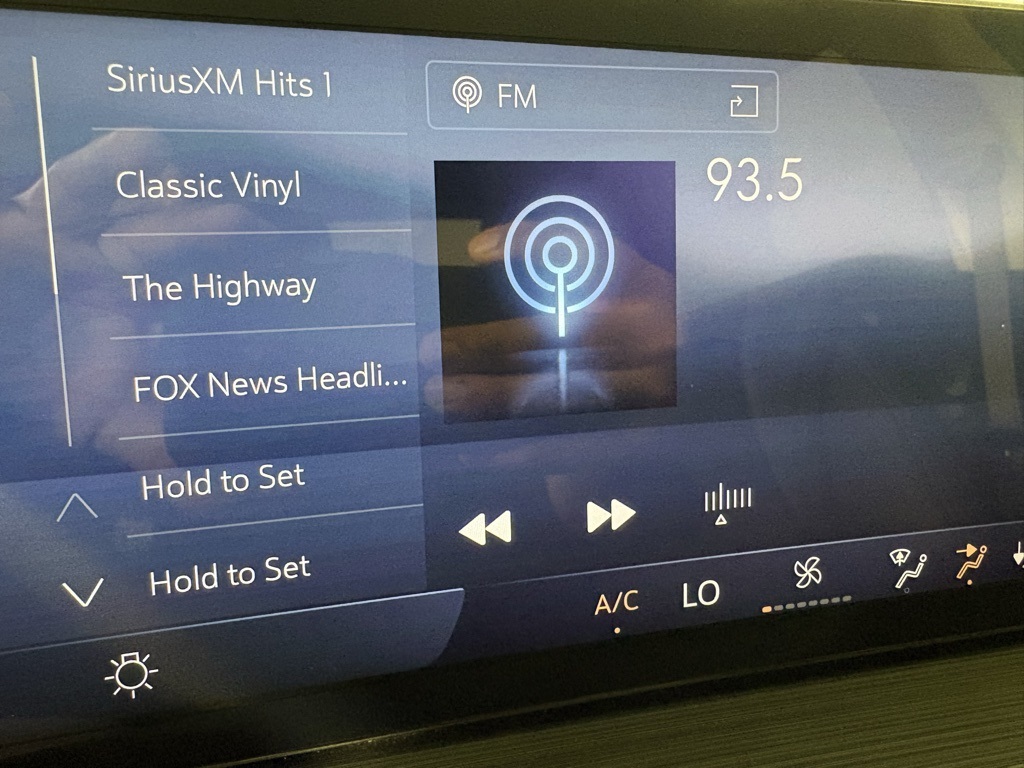 SiriusXM Hits 1
Classic Vinyl
The Highway
FOX News Headli...
Hold to Set
Hold to Set
FM
93.5
A/C
LO